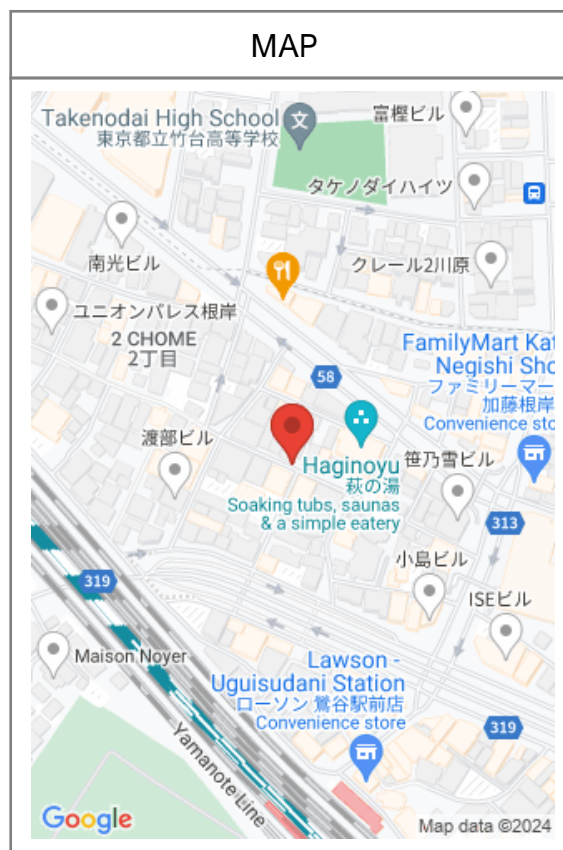 MAP
Takenodai High School
東京都立竹台高等学校
文
富樫ビル
タケノダイハイツ
南光ビル
クレール2川原
ユニオンパレス根岸
2 CHOME
2丁目
58
FamilyMart Kat
Negishi Sho
ファミリーマー
加藤根岸
Convenience sto
渡部ビル
Haginoyu
萩の湯
Soaking tubs, saunas
& a simple eatery
笹乃雪ビル
313
小島ビル
319
ISEビル
Maison Noyer
Lawson -
Uguisudani Station
ローソン 鶯谷駅前店
Convenience store
319
Yamanote Line
Google
Map data ©2024